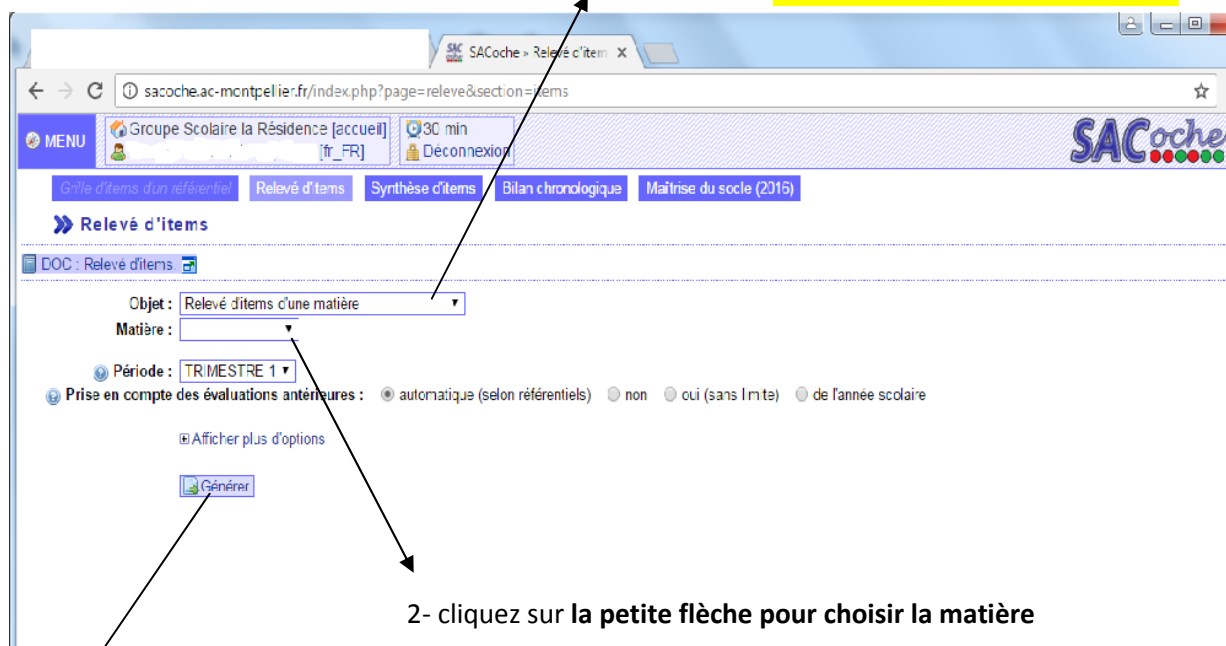 SACoche » Relevé d'item
sacoche.ac-montpellier.fr/index.php?page=releve&section=items
MENU
Groupe Scolaire la Résidence [accueil]
[fr_FR]
30 min
Déconnexion
SACoche
Grille d'items d'un référentiel Relevé d'items Synthèse d'items Bilan chronologique Maîtrise du socle (2016)
Relevé d'items
DOC : Relevé d'items.
Objet : Relevé d'items d'une matière
Matière :
Période : TRIMESTRE 1
Prise en compte des évaluations antérieures : automatique (selon référentiels) non oui (sans limite) de l'année scolaire
Afficher plus d'options
Générer
2- cliquez sur la petite flèche pour choisir la matière